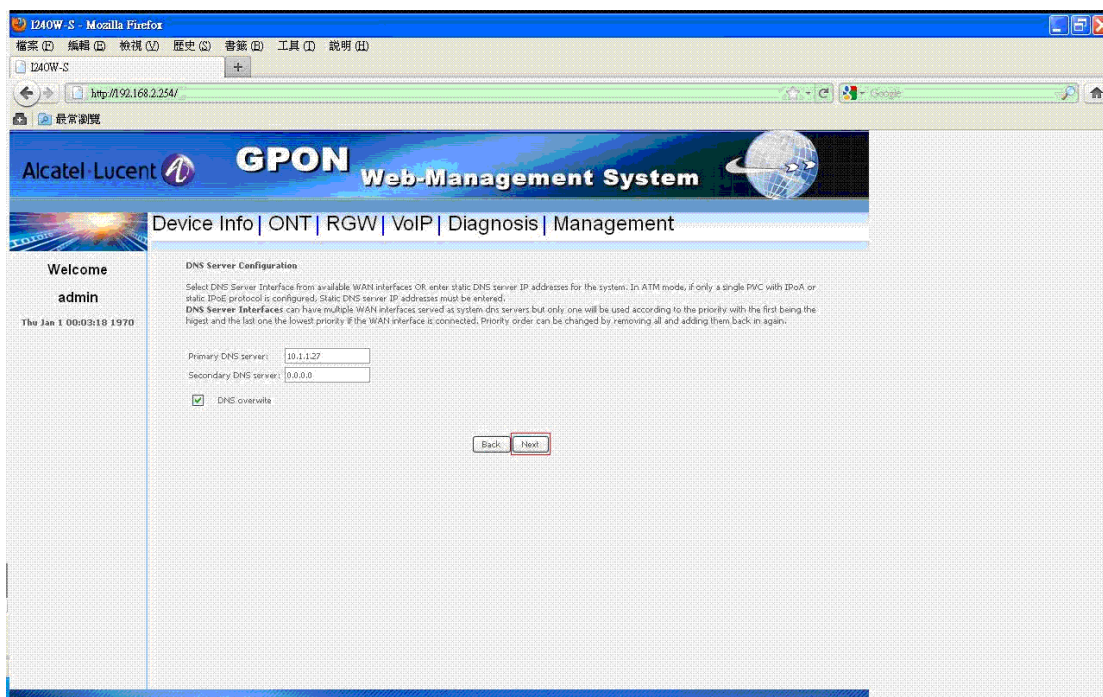 I240W-S - Mozilla Firefox
檔案(F) 編輯(E) 檢視(V) 歷史(S) 書籤(B) 工具(T) 說明(H)
I240W-S +
http://192.168.2.254/
Google
最常瀏覽
Alcatel·Lucent
GPON
Web-Management System
Device Info| ONT| RGW| VoIP| Diagnosis| Management
Welcome
admin
Thu Jan 1 00:03:18 1970
DNS Server Configuration
Select DNS Server Interface from available WAN interfaces OR enter static DNS server IP addresses for the system. In ATM mode, if only a single PVC with IPoA or
static IPoE protocol is configured, Static DNS server IP addresses must be entered.
DNS Server Interfaces can have multiple WAN interfaces served as system dns servers but only one will be used according to the priority with the first being the
higest and the last one the lowest priority if the WAN interface is connected. Priority order can be changed by removing all and adding them back in again.
Primary DNS server: 10.1.1.27
Secondary DNS server: 0.0.0.0
DNS overwite
Back Next